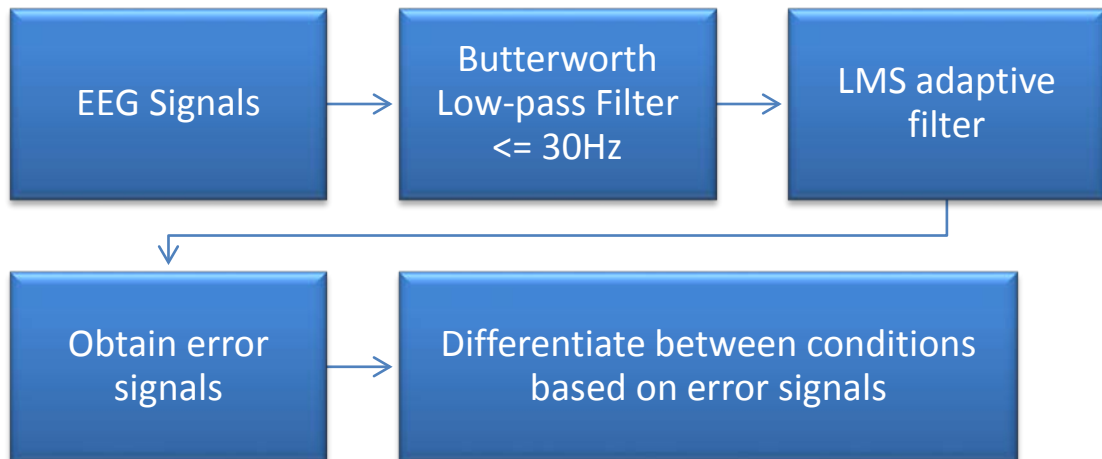 EEG Signals
Butterworth
Low-pass Filter
<= 30Hz
LMS adaptive
filter
Obtain error
signals
Differentiate between conditions
based on error signals